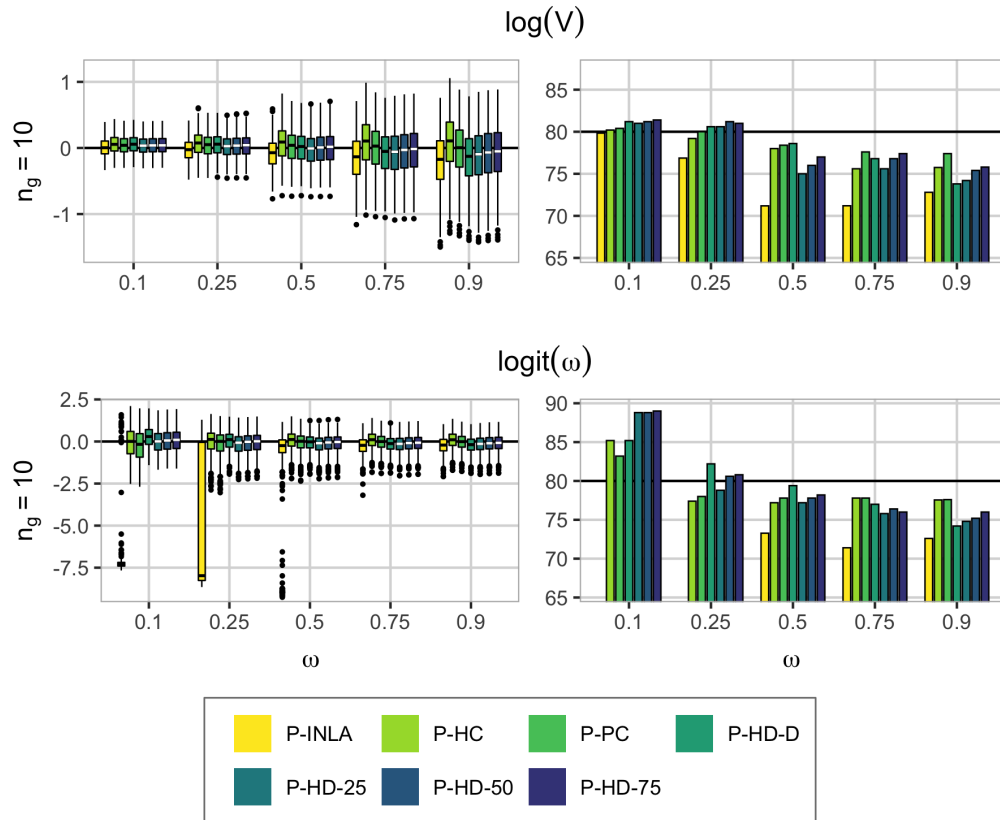 log(V)
n_g = 10
1
0
-1
0.1 0.25 0.5 0.75 0.9
85
80
75
70
65
0.1 0.25 0.5 0.75 0.9
logit(ω)
n_g = 10
2.5
0.0
-2.5
-5.0
-7.5
0.1 0.25 0.5 0.75 0.9
ω
90
85
80
75
70
65
0.1 0.25 0.5 0.75 0.9
ω
P-INLA P-HC P-PC P-HD-D
P-HD-25 P-HD-50 P-HD-75